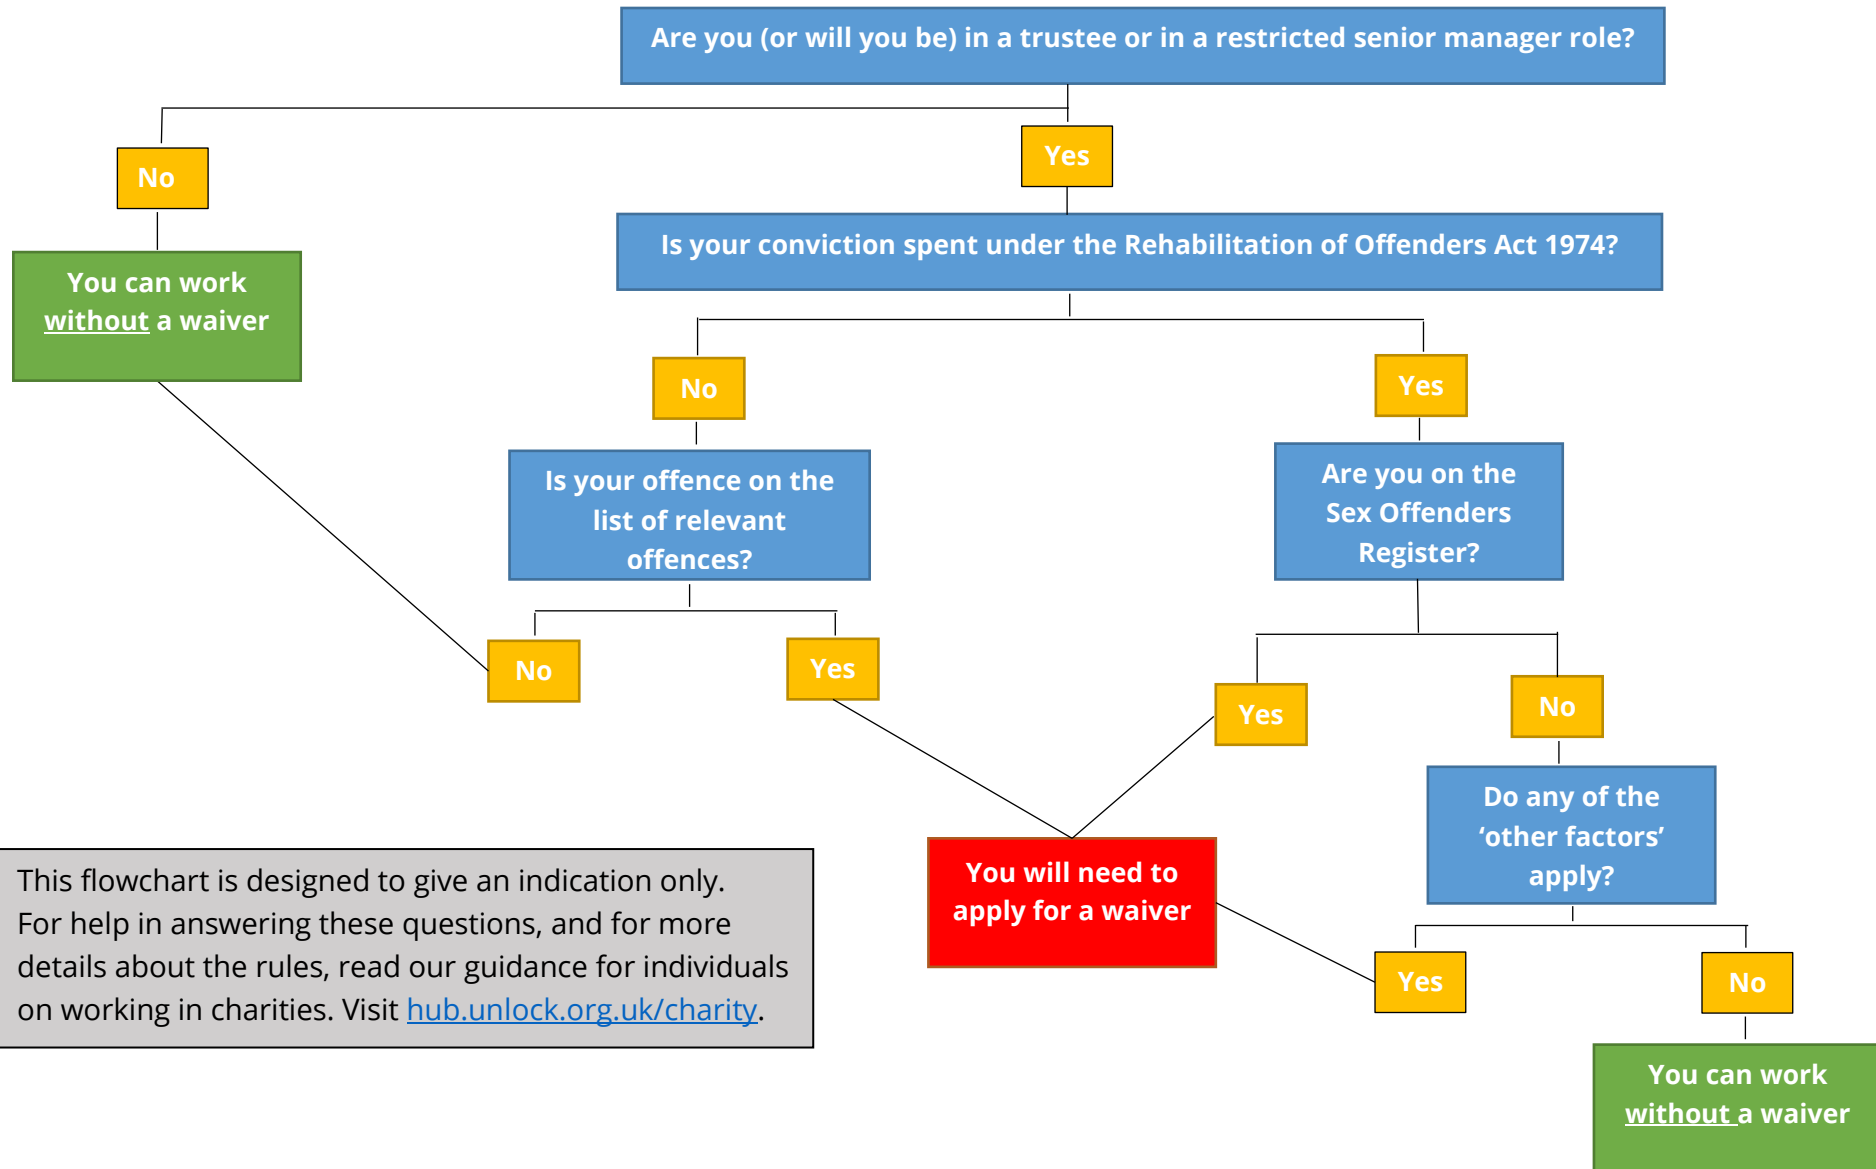 Are you (or will you be) in a trustee or in a restricted senior manager role?
No
Yes
You can work
without a waiver
Is your conviction spent under the Rehabilitation of Offenders Act 1974?
No
Yes
Is your offence on the
list of relevant
offences?
Are you on the
Sex Offenders
Register?
No
Yes
Yes
No
Do any of the
‘other factors’
apply?
You will need to
apply for a waiver
Yes
No
You can work
without a waiver
This flowchart is designed to give an indication only.
For help in answering these questions, and for more
details about the rules, read our guidance for individuals
on working in charities. Visit hub.unlock.org.uk/charity.